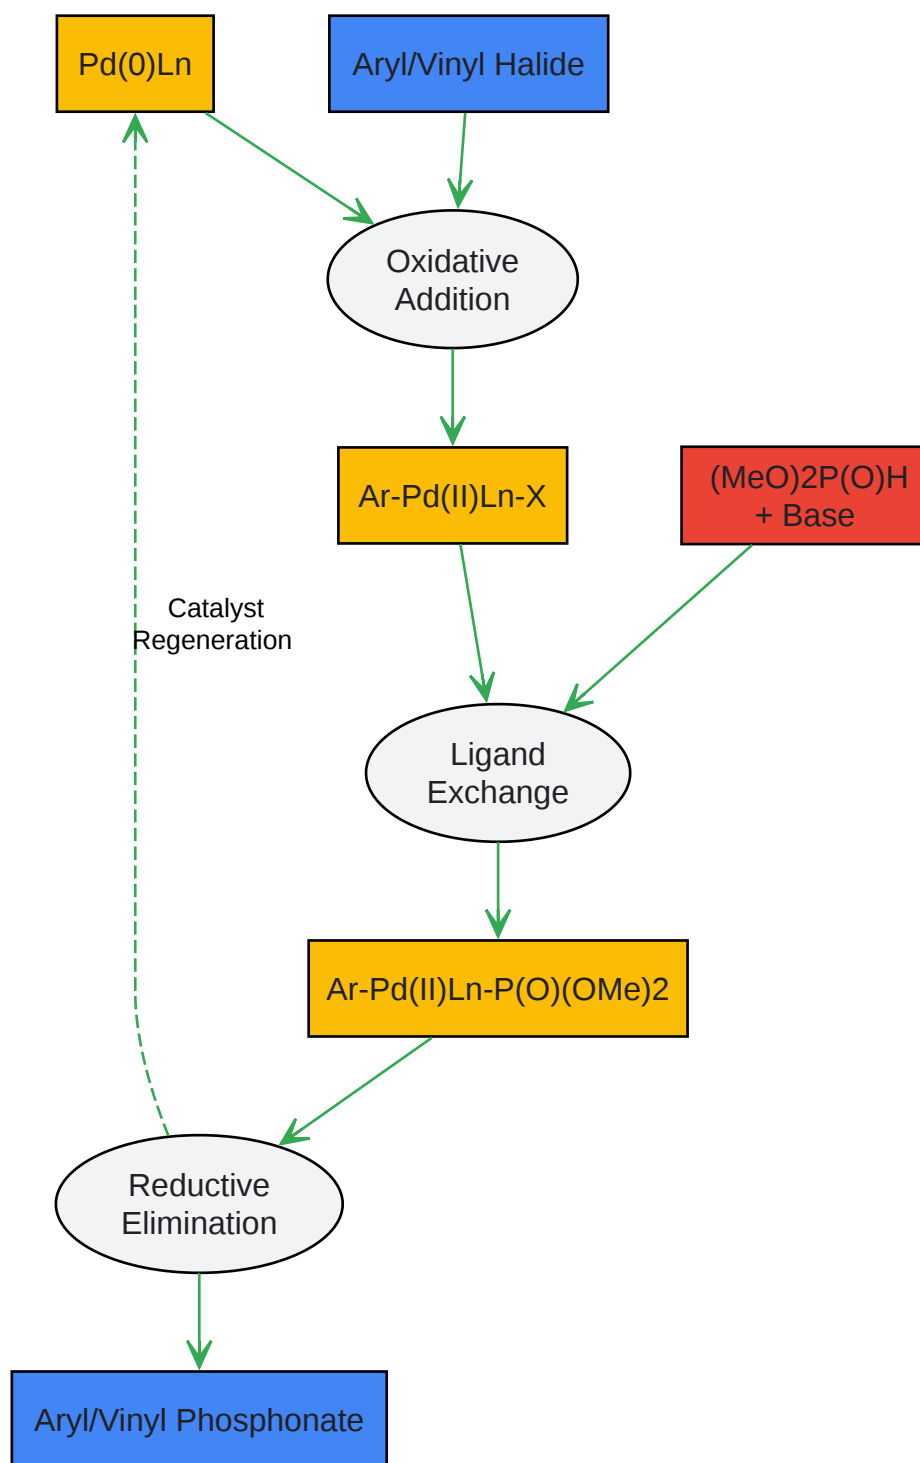 Pd(0)Ln
Aryl/Vinyl Halide
Oxidative
Addition
Ar-Pd(II)Ln-X
(MeO)2P(O)H
+ Base
Catalyst
Regeneration
Ligand
Exchange
Ar-Pd(II)Ln-P(O)(OMe)2
Reductive
Elimination
Aryl/Vinyl Phosphonate